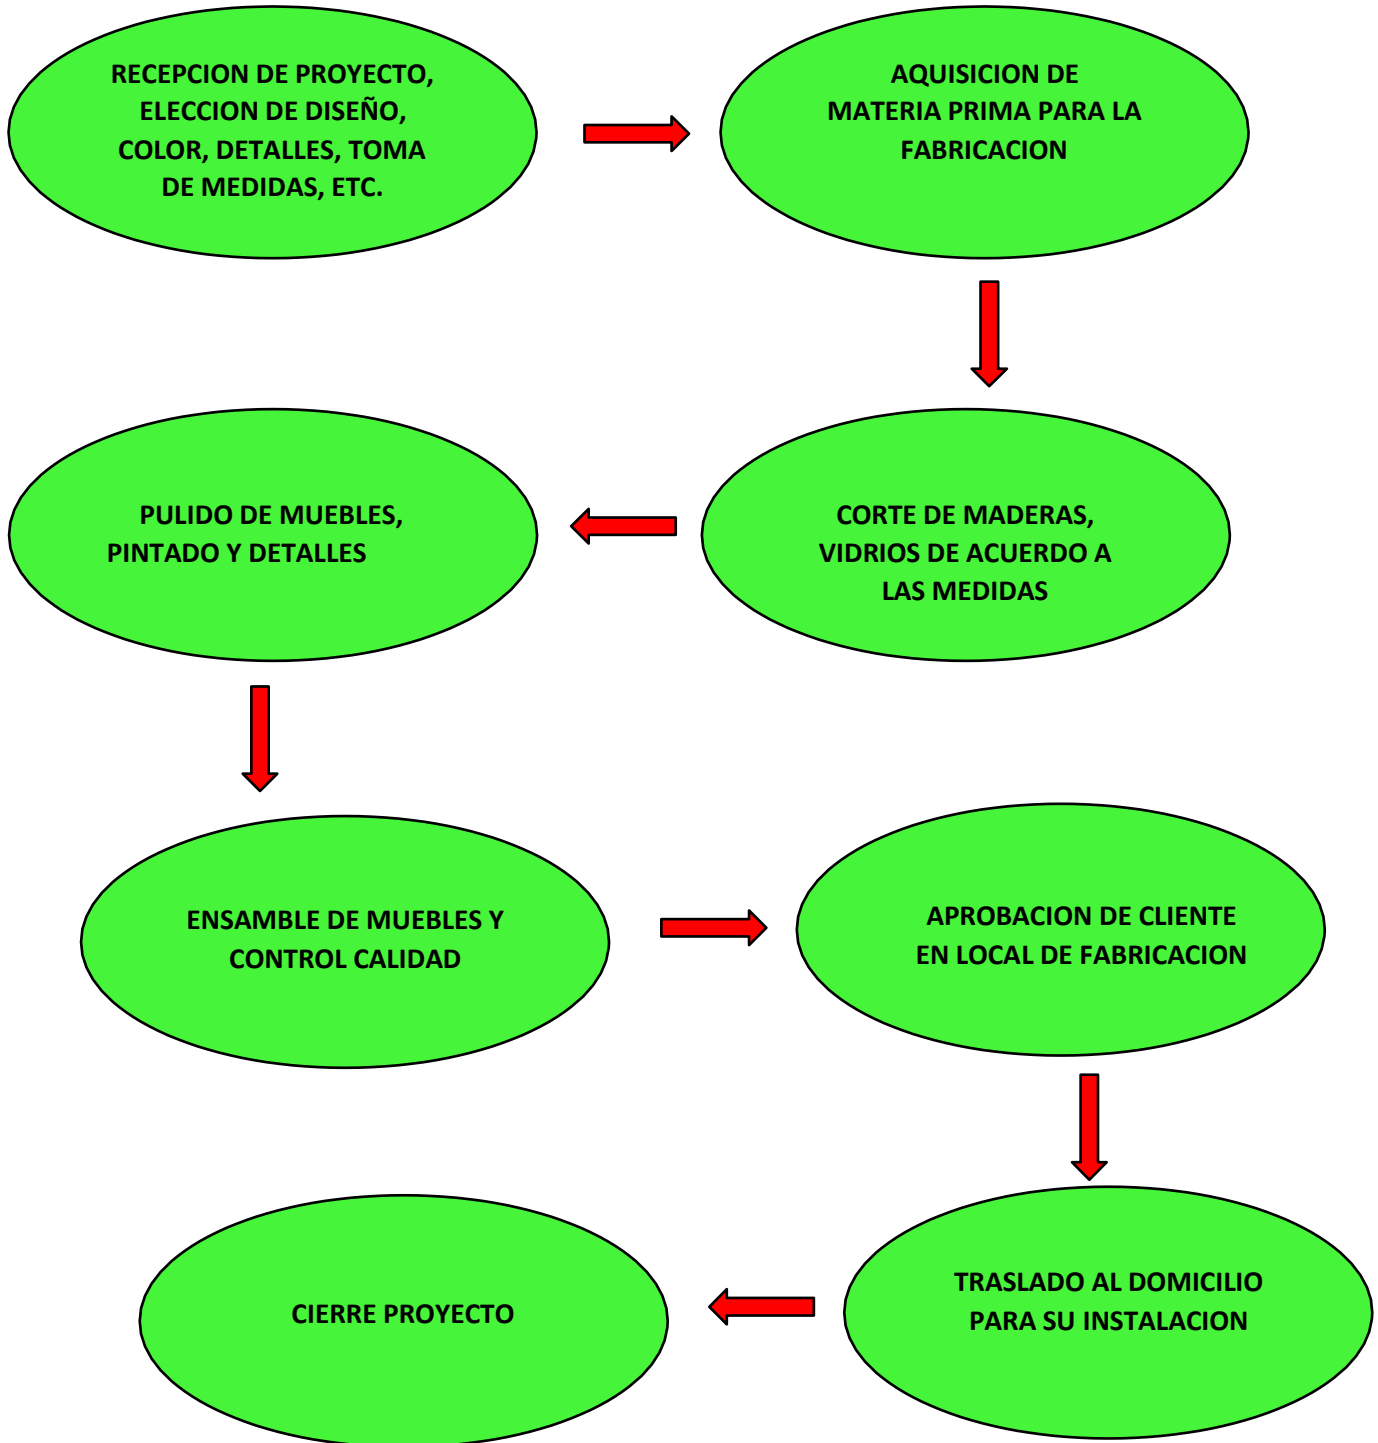 RECEPCION DE PROYECTO,
ELECCION DE DISEÑO,
COLOR, DETALLES, TOMA
DE MEDIDAS, ETC.
AQUISICION DE
MATERIA PRIMA PARA LA
FABRICACION
CORTE DE MADERAS,
VIDRIOS DE ACUERDO A
LAS MEDIDAS
PULIDO DE MUEBLES,
PINTADO Y DETALLES
ENSAMBLE DE MUEBLES Y
CONTROL CALIDAD
APROBACION DE CLIENTE
EN LOCAL DE FABRICACION
TRASLADO AL DOMICILIO
PARA SU INSTALACION
CIERRE PROYECTO